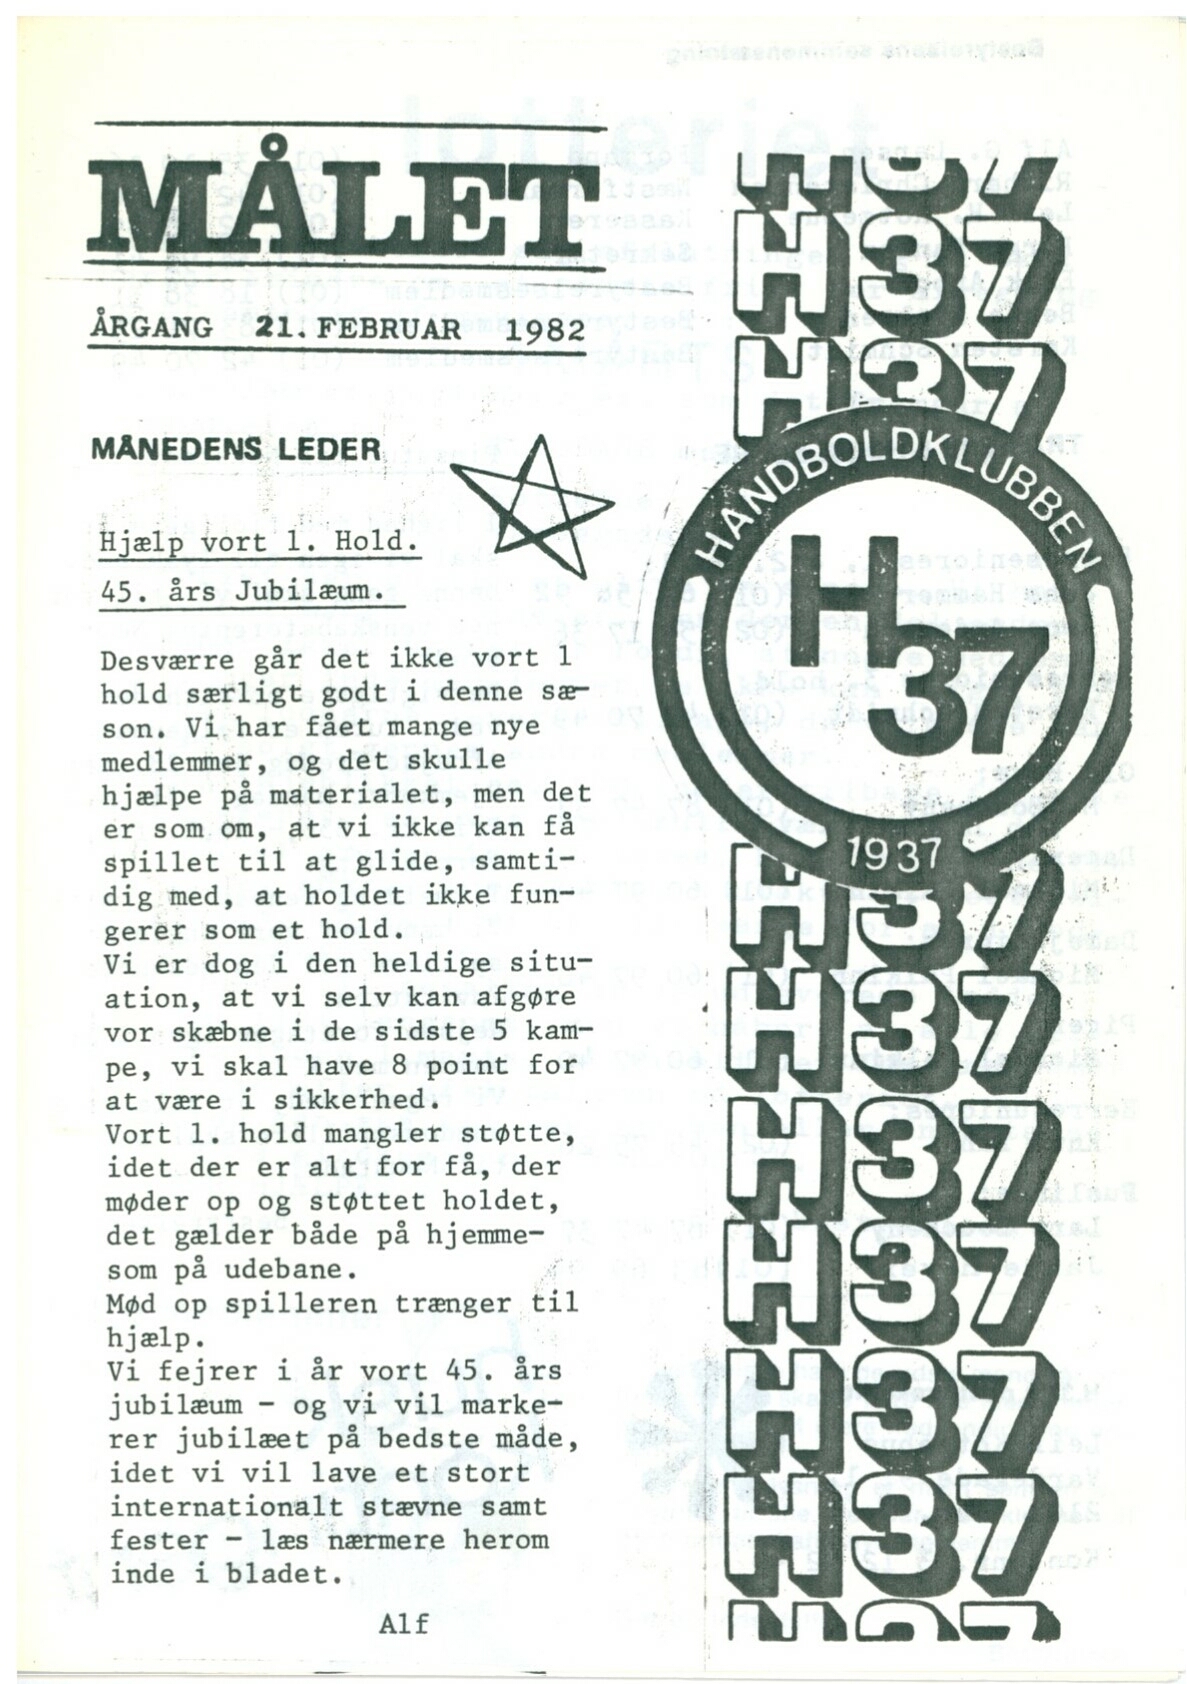 MÅLET
ÅRGANG 21. FEBRUAR 1982
MÅNEDENS LEDER
Hjælp vort 1. Hold.
45. års Jubilæum.
Desværre går det ikke vort 1
hold særligt godt i denne sæ-
son. Vi har fået mange nye
medlemmer, og det skulle
hjælpe på materialet, men det
er som om, at vi ikke kan få
spillet til at glide, samti-
dig med, at holdet ikke fun-
gerer som et hold.
Vi er dog i den heldige situ-
ation, at vi selv kan afgøre
vor skæbne i de sidste 5 kam-
pe, vi skal have 8 point for
at være i sikkerhed.
Vort 1. hold mangler støtte,
idet der er alt for få, der
møder op og støttet holdet,
det gælder både på hjemme-
som på udebane.
Mød op spilleren trænger til
hjælp.
Vi fejrer i år vort 45. års
jubilæum - og vi vil marke-
rer jubilæet på bedste måde,
idet vi vil lave et stort
internationalt stævne samt
fester - læs nærmere herom
inde i bladet.
Alf
H37
H37
H37
HANDBOLDKLUBBEN
H37
1937
H37
H37
H37
H37
H37
H37
H37